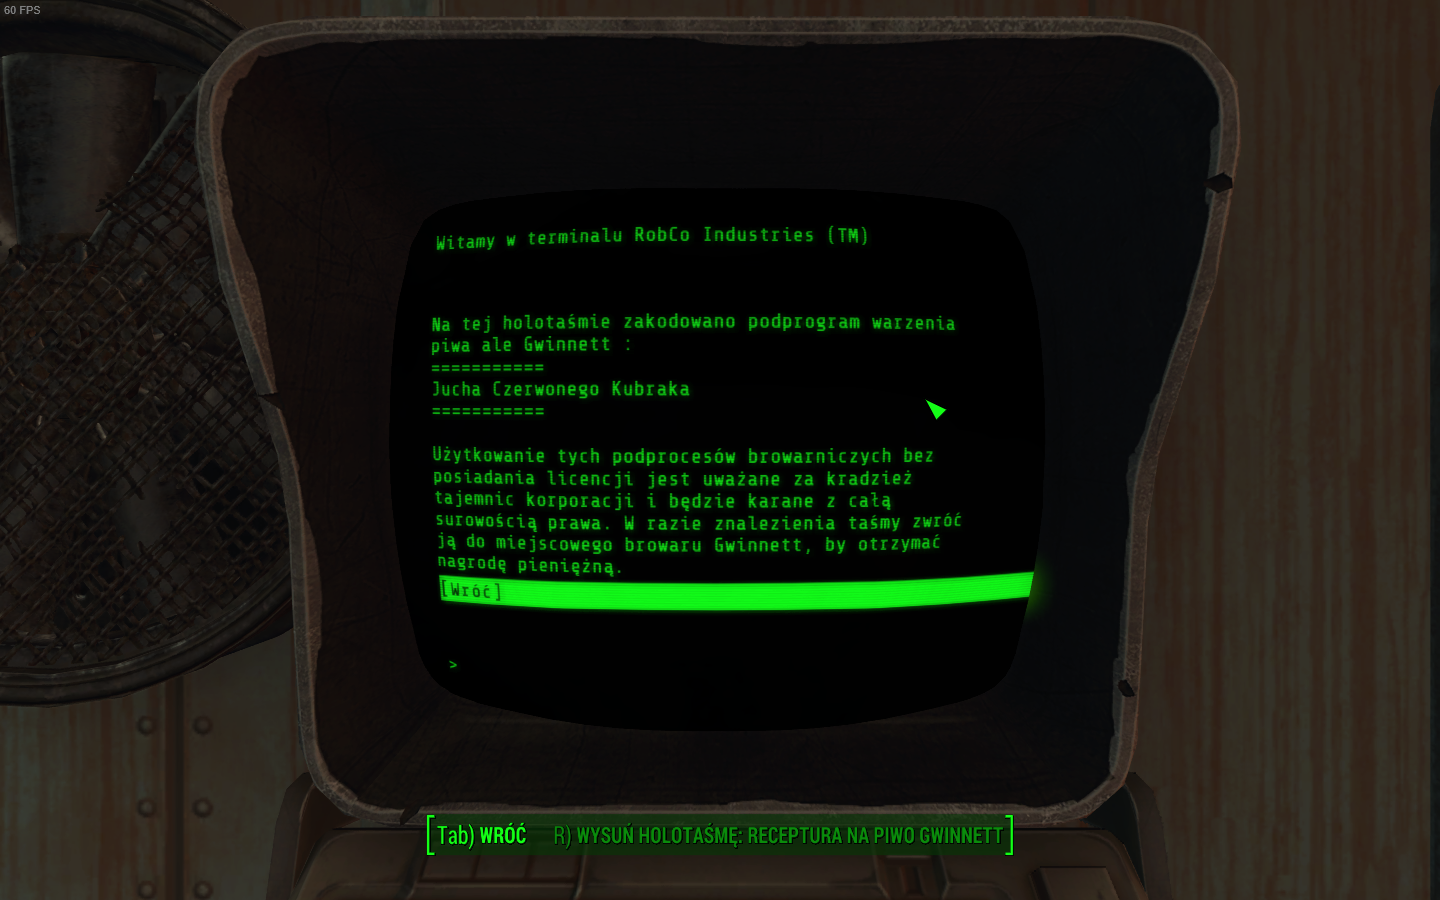 60 FPS
Witamy w terminalu RobCo Industries (TM)
Na tej holotaśmie zakodowano podprogram warzenia
piwa ale Gwinnett :
===========
Jucha Czerwonego Kubraka
===========
Użytkowanie tych podprocesów browarniczych bez
posiadania licencji jest uważane za kradzież
tajemnic korporacji i będzie karane z całą
surowością prawa. W razie znalezienia taśmy zwróć
ją do miejscowego browaru Gwinnett, by otrzymać
nagrodę pieniężną.
[Wróć]
>
Tab) WRÓĆ R) WYSUŃ HOLOTAŚMĘ: RECEPTURA NA PIWO GWINNETT